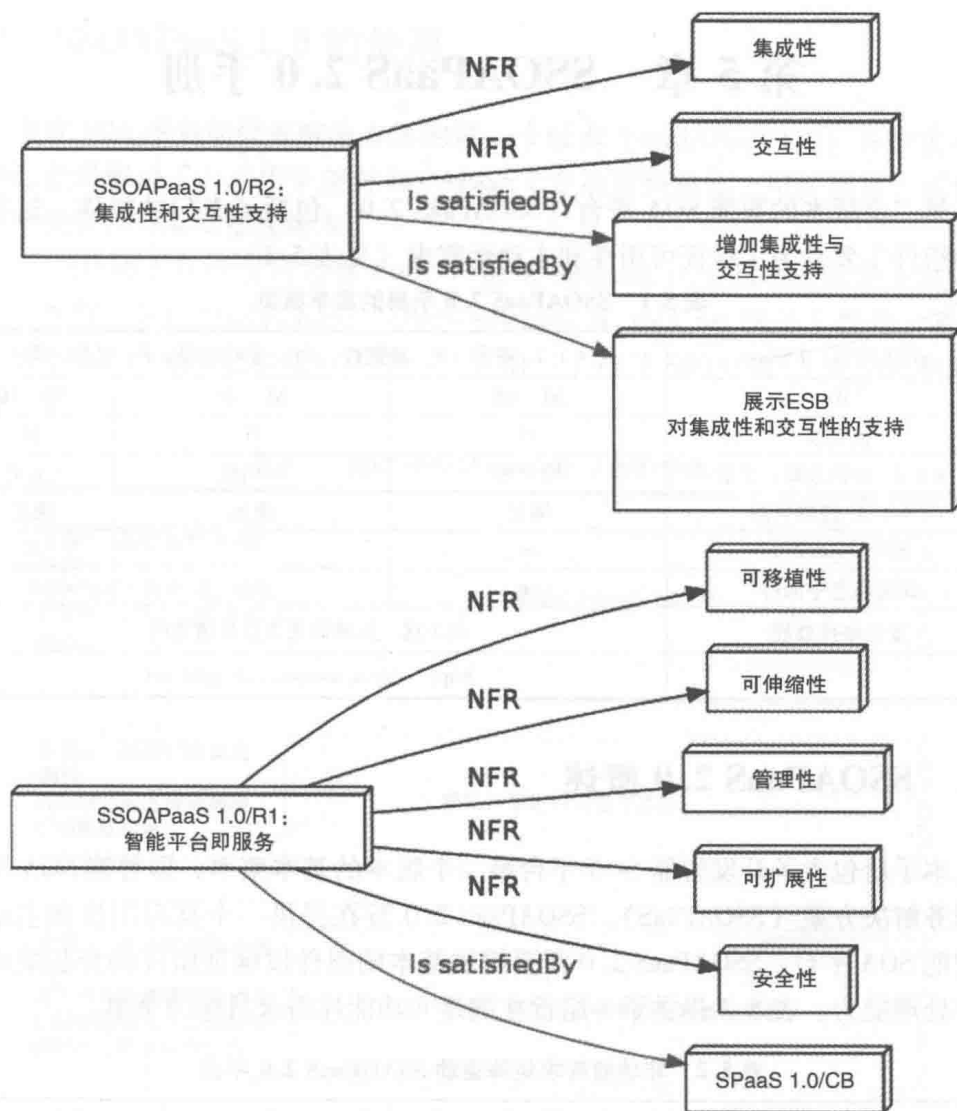 NFR
集成性
NFR
交互性
SSOAPaaS 1.0/R2:
集成性和交互性支持
Is satisfiedBy
增加集成性与
交互性支持
Is satisfiedBy
展示ESB
对集成性和交互性的支持
NFR
可移植性
NFR
可伸缩性
NFR
管理性
SSOAPaaS 1.0/R1:
智能平台即服务
NFR
可扩展性
NFR
安全性
Is satisfiedBy
SPaaS 1.0/CB